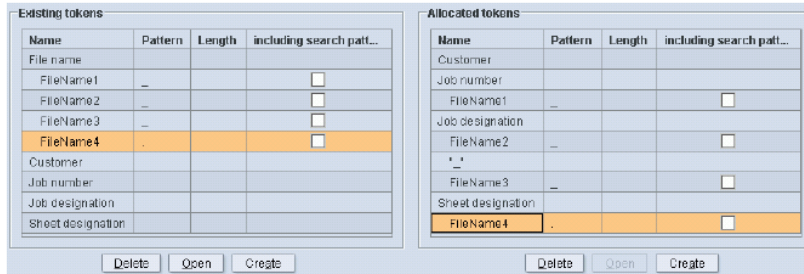 Existing tokens
Name Pattern Length including search patt...
File name
FileName1 _
FileName2 _
FileName3 _
FileName4 .
Customer
Job number
Job designation
Sheet designation
Delete Open Create
Allocated tokens
Name Pattern Length including search patt...
Customer
Job number
FileName1 _
Job designation
FileName2 _
"_"
FileName3 _
Sheet designation
FileName4 .
Delete Open Create